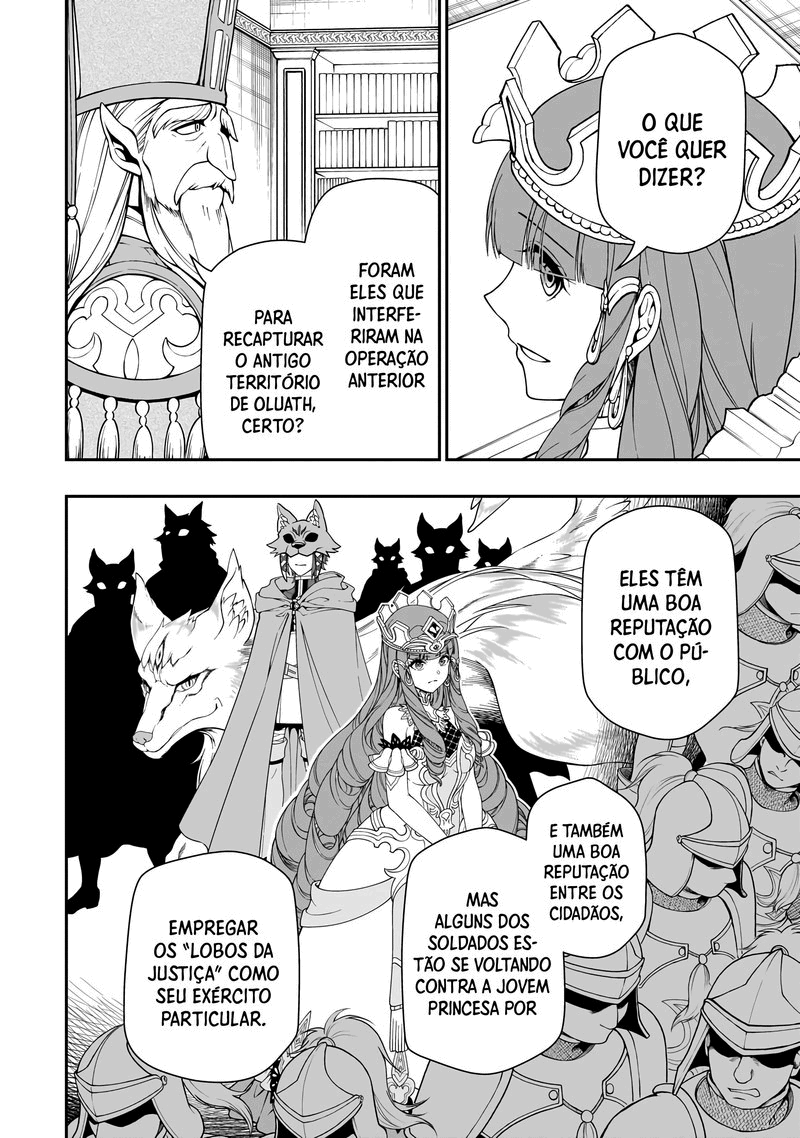 O QUE
VOCÊ QUER
DIZER?
FORAM
ELES QUE
INTERFE-
RIRAM NA
OPERAÇÃO
ANTERIOR
PARA
RECAPTURAR
O ANTIGO
TERRITÓRIO
DE OLUATH,
CERTO?
ELES TÊM
UMA BOA
REPUTAÇÃO
COM O PÚ-
BLICO,
E TAMBÉM
UMA BOA
REPUTAÇÃO
ENTRE OS
CIDADÃOS,
MAS
ALGUNS DOS
SOLDADOS ES-
TÃO SE VOLTANDO
CONTRA A JOVEM
PRINCESA POR
EMPREGAR
OS "LOBOS DA
JUSTIÇA" COMO
SEU EXÉRCITO
PARTICULAR.